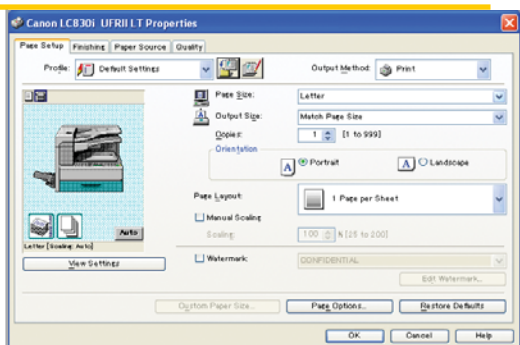 Canon LC830i UFRII LT Properties
Page Setup Finishing Paper Source Quality
Profile: Default Settings Output Method: Print
Page Size: Letter
Output Size: Match Page Size
Copies: 1 [1 to 999]
Orientation
A Portrait A Landscape
Page Layout: 1 Page per Sheet
Manual Scaling
Auto
Scaling: 100 % [25 to 200]
Letter [Scaling: Auto]
View Settings
Watermark: CONFIDENTIAL
Edit Watermark...
Custom Paper Size... Page Options... Restore Defaults
OK Cancel Help